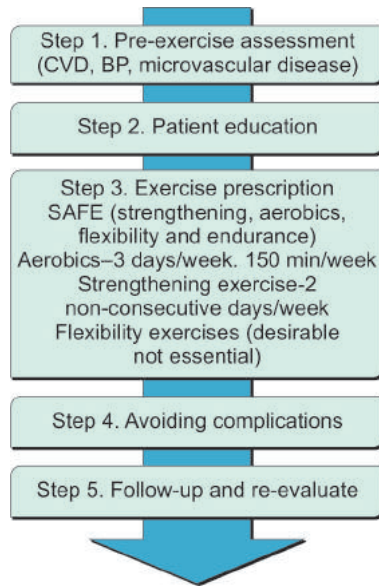 Step 1. Pre-exercise assessment
(CVD, BP, microvascular disease)
Step 2. Patient education
Step 3. Exercise prescription
SAFE (strengthening, aerobics,
flexibility and endurance)
Aerobics–3 days/week. 150 min/week
Strengthening exercise-2
non-consecutive days/week
Flexibility exercises (desirable
not essential)
Step 4. Avoiding complications
Step 5. Follow-up and re-evaluate